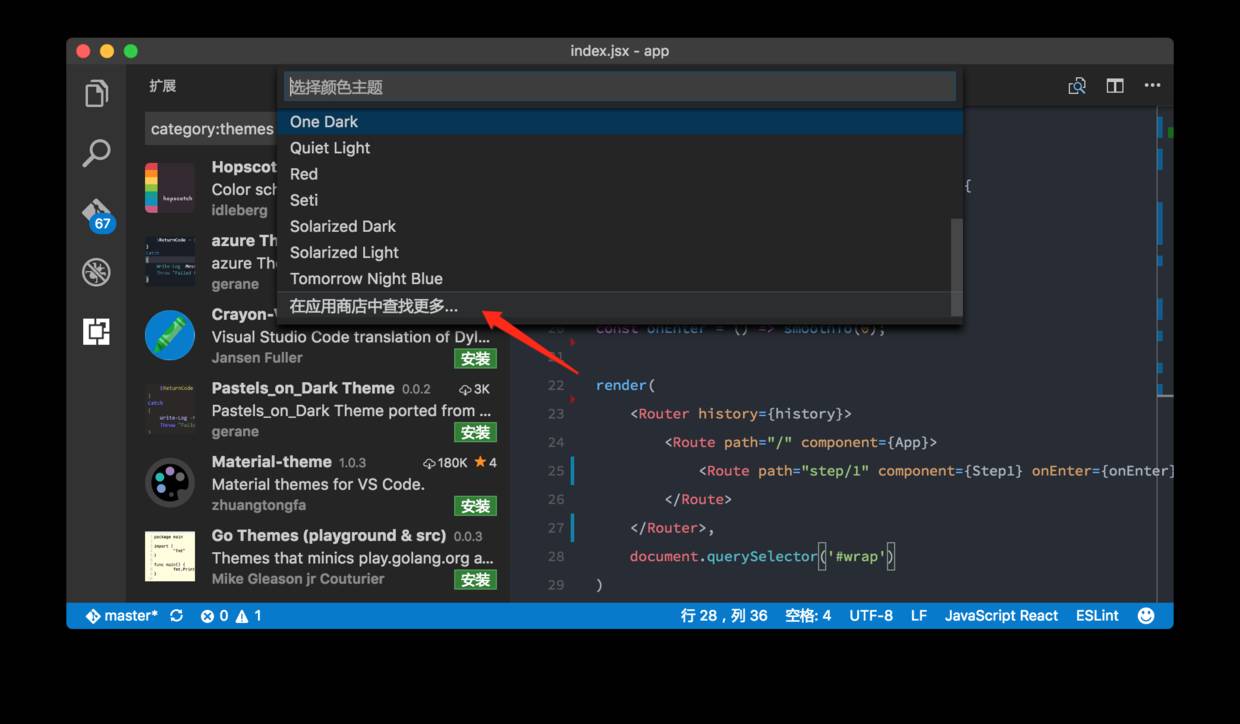 index.jsx - app
扩展
category:themes
Hopscot
Color sch
idleberg
azure Th
azure The
gerane
Crayon-
Visual Studio Code translation of Dyl...
Jansen Fuller
安装
Pastels_on_Dark Theme 0.0.2 3K
Pastels_on_Dark Theme ported from ...
gerane
安装
Material-theme 1.0.3 180K 4
Material themes for VS Code.
zhuangtongfa
安装
Go Themes (playground & src) 0.0.3
Themes that minics play.golang.org a...
Mike Gleason jr Couturier
安装
67
hopscotch
选择颜色主题
One Dark
Quiet Light
Red
Seti
Solarized Dark
Solarized Light
Tomorrow Night Blue
在应用商店中查找更多...
{
21
22 render(
23 <Router history={history}>
24 <Route path="/" component={App}>
25 <Route path="step/1" component={Step1} onEnter={onEnter}
26 </Route>
27 </Router>,
28 document.querySelector('#wrap')
29 )
master* 0 1
行 28，列 36 空格: 4 UTF-8 LF JavaScript React ESLint